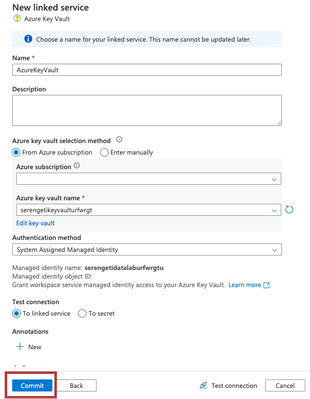 New linked service
Azure Key Vault
Choose a name for your linked service. This name cannot be updated later.
Name *
AzureKeyVault
Description
Azure key vault selection method
From Azure subscription Enter manually
Azure subscription
Azure key vault name *
serengetikeyvaulturfwrgt
Edit key vault
Authentication method
System Assigned Managed Identity
Managed identity name: serengetidatalaburfwrgtu
Managed identity object ID:
Grant workspace service managed identity access to your Azure Key Vault. Learn more
Test connection
To linked service To secret
Annotations
New
Commit Back Test connection Cancel